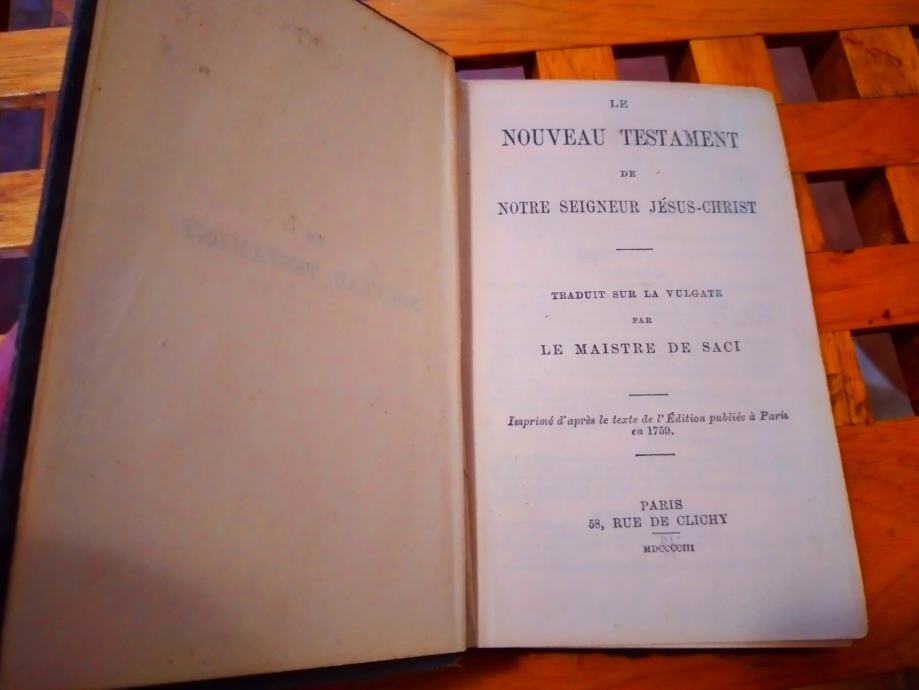 LE
NOUVEAU TESTAMENT
DE
NOTRE SEIGNEUR JÉSUS-CHRIST
TRADUIT SUR LA VULGATE
PAR
LE MAISTRE DE SACI
Imprimé d'après le texte de l'Édition publiée à Paris
en 1759.
PARIS
58, RUE DE CLICHY
MDCCCCIII